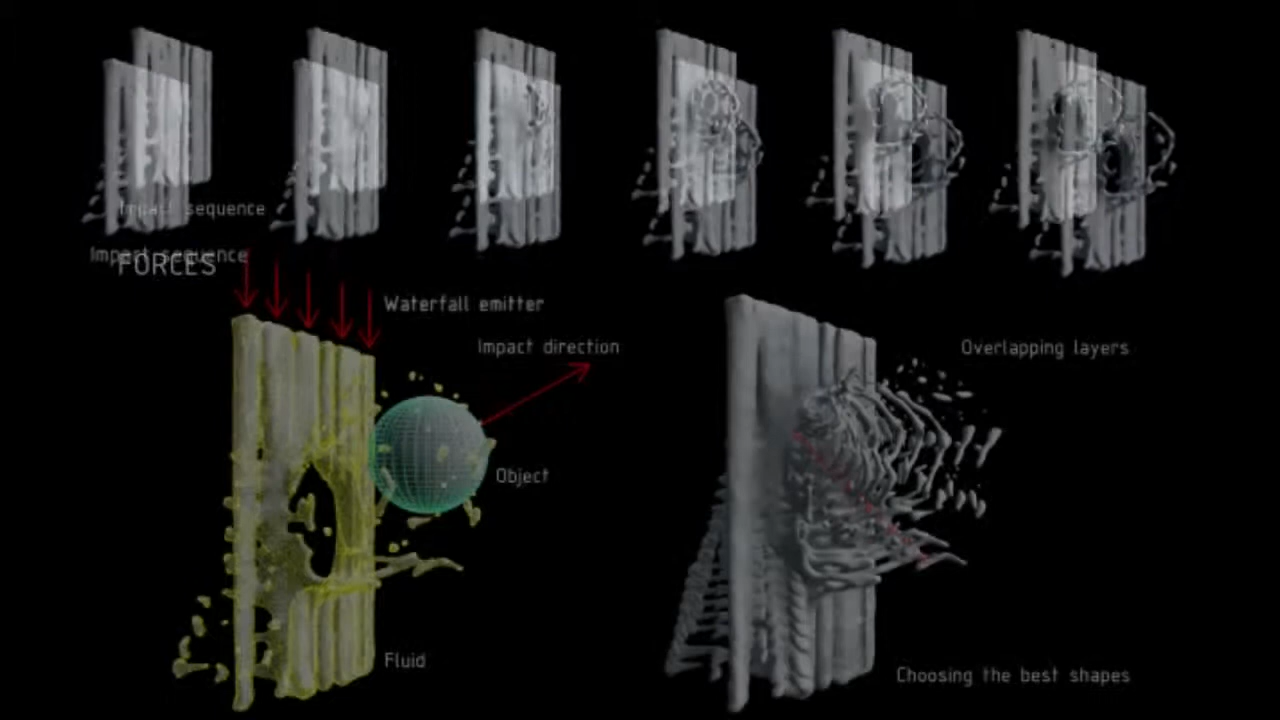 Impact sequence
Impact sequence
FORCES
Waterfall emitter
Impact direction
Overlapping layers
Object
Fluid
Choosing the best shapes